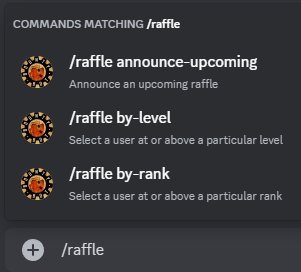 COMMANDS MATCHING /raffle
/raffle announce-upcoming
Announce an upcoming raffle
/raffle by-level
Select a user at or above a particular level
/raffle by-rank
Select a user at or above a particular rank
/raffle